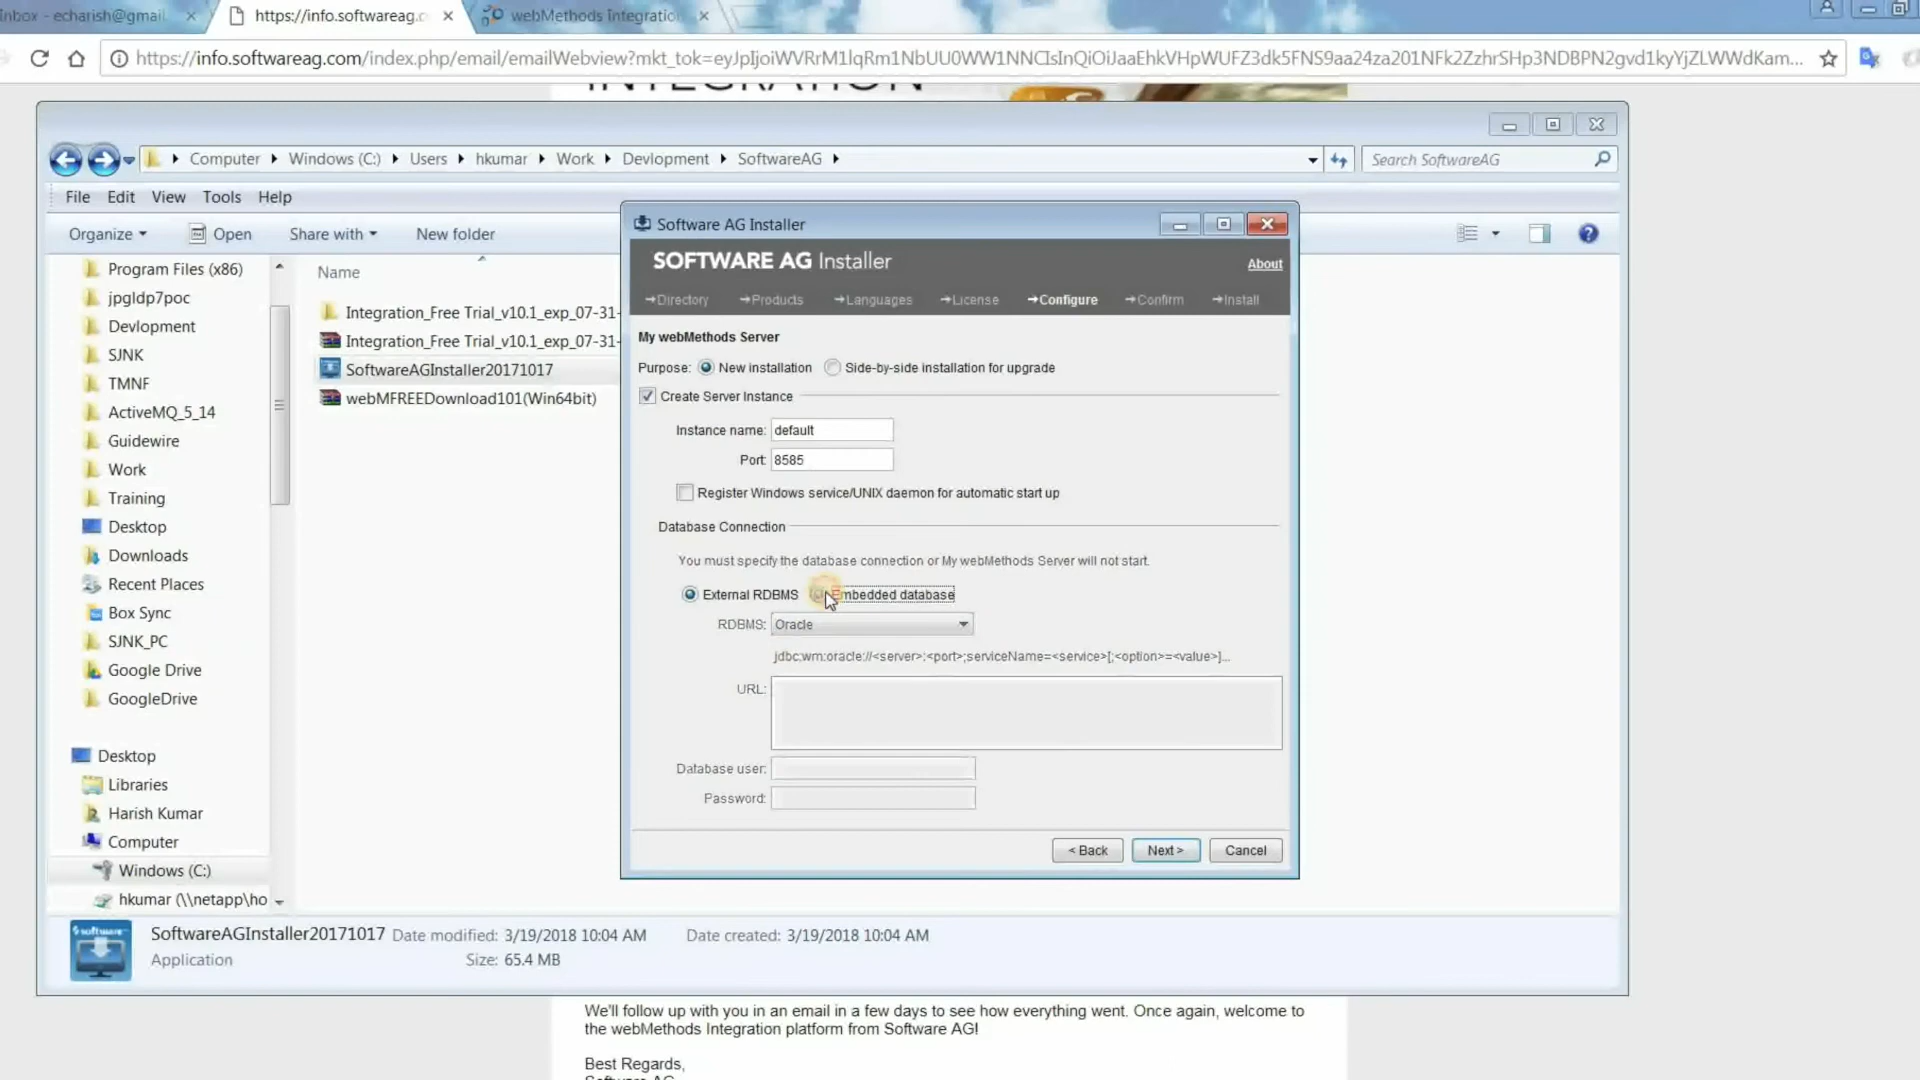 Inbox - echarish@gmail
https://info.softwareag.c
webMethods Integratio
https://info.softwareag.com/index.php/email/emailWebview?mkt_tok=eyJpIjoiWVRrM1lqRm1NbUU0WW1NNCIsInQiOiJaaEhkVHpWUFZ3dk5FNS9aa24za201NFk2ZzhrSHp3NDBPN2gvd1kyYjZLWWdKam...
INTEGRATION
Computer Windows (C:) Users hkumar Work Devlopment SoftwareAG
Search SoftwareAG
File Edit View Tools Help
Organize Open Share with New folder
Name
Program Files (x86)
jpgldp7poc
Devlopment
SJNK
TMNF
ActiveMQ_5_14
Guidewire
Work
Training
Desktop
Downloads
Recent Places
Box Sync
SJNK_PC
Google Drive
GoogleDrive
Desktop
Libraries
Harish Kumar
Computer
Windows (C:)
hkumar (\\netapp\ho
Integration_Free Trial_v10.1_exp_07-31-
Integration_Free Trial_v10.1_exp_07-31-
SoftwareAGInstaller20171017
webMFREEDownload101(Win64bit)
Software AG Installer
SOFTWARE AG Installer
About
Directory Products Languages License Configure Confirm Install
My webMethods Server
Purpose: New installation Side-by-side installation for upgrade
Create Server Instance
Instance name: default
Port: 8585
Register Windows service/UNIX daemon for automatic start up
Database Connection
You must specify the database connection or My webMethods Server will not start.
External RDBMS Embedded database
RDBMS: Oracle
jdbc:wm:oracle://<server>:<port>;serviceName=<service>[;<option>=<value>]...
URL:
Database user:
Password:
< Back Next > Cancel
SoftwareAGInstaller20171017 Date modified: 3/19/2018 10:04 AM Date created: 3/19/2018 10:04 AM
Application Size: 65.4 MB
We'll follow up with you in an email in a few days to see how everything went. Once again, welcome to
the webMethods Integration platform from Software AG!
Best Regards,
Software AG